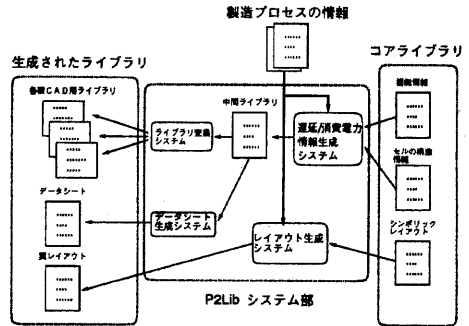 製造プロセスの情報
生成されたライブラリ
コアライブラリ
各種CAD用ライブラリ
中間ライブラリ
機能情報
ライブラリ変換
システム
遅延/消費電力
情報生成
システム
セルの構造
情報
データシート
データシート
生成システム
シンボリック
レイアウト
レイアウト生成
システム
実レイアウト
P2Lib システム部